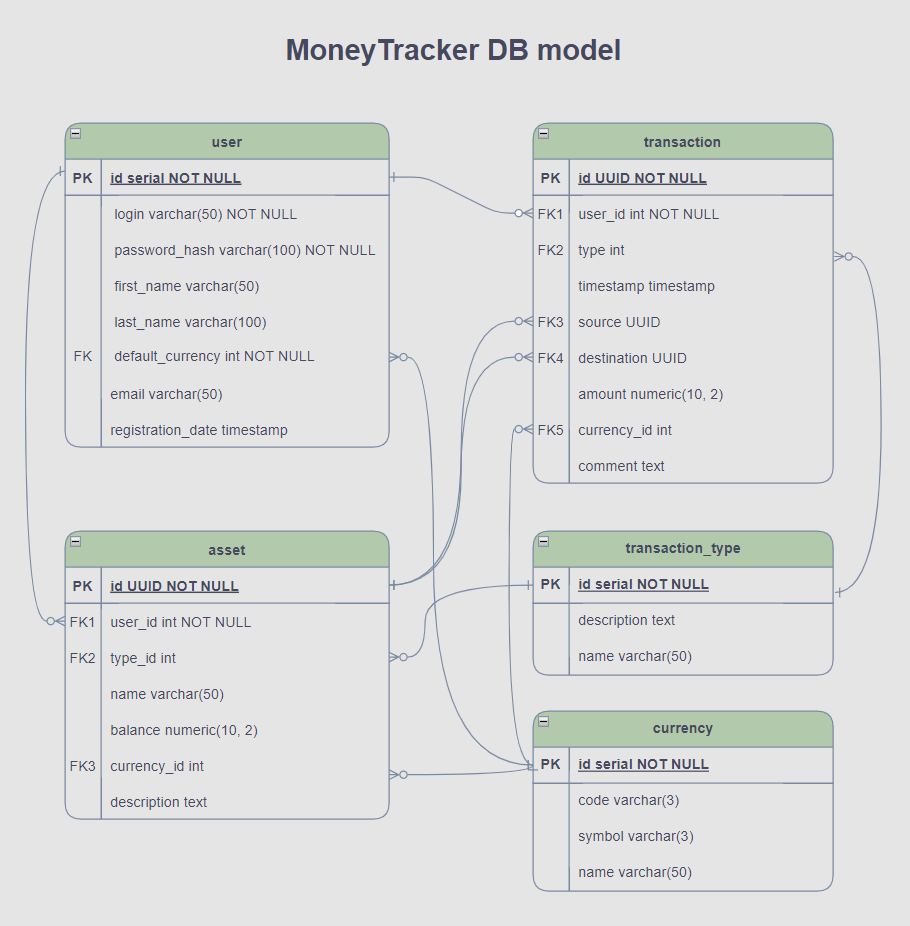 MoneyTracker DB model
user
PK id serial NOT NULL
login varchar(50) NOT NULL
password_hash varchar(100) NOT NULL
first_name varchar(50)
last_name varchar(100)
FK default_currency int NOT NULL
email varchar(50)
registration_date timestamp
transaction
PK id UUID NOT NULL
FK1 user_id int NOT NULL
FK2 type int
timestamp timestamp
FK3 source UUID
FK4 destination UUID
amount numeric(10, 2)
FK5 currency_id int
comment text
asset
PK id UUID NOT NULL
FK1 user_id int NOT NULL
FK2 type_id int
name varchar(50)
balance numeric(10, 2)
FK3 currency_id int
description text
transaction_type
PK id serial NOT NULL
description text
name varchar(50)
currency
PK id serial NOT NULL
code varchar(3)
symbol varchar(3)
name varchar(50)